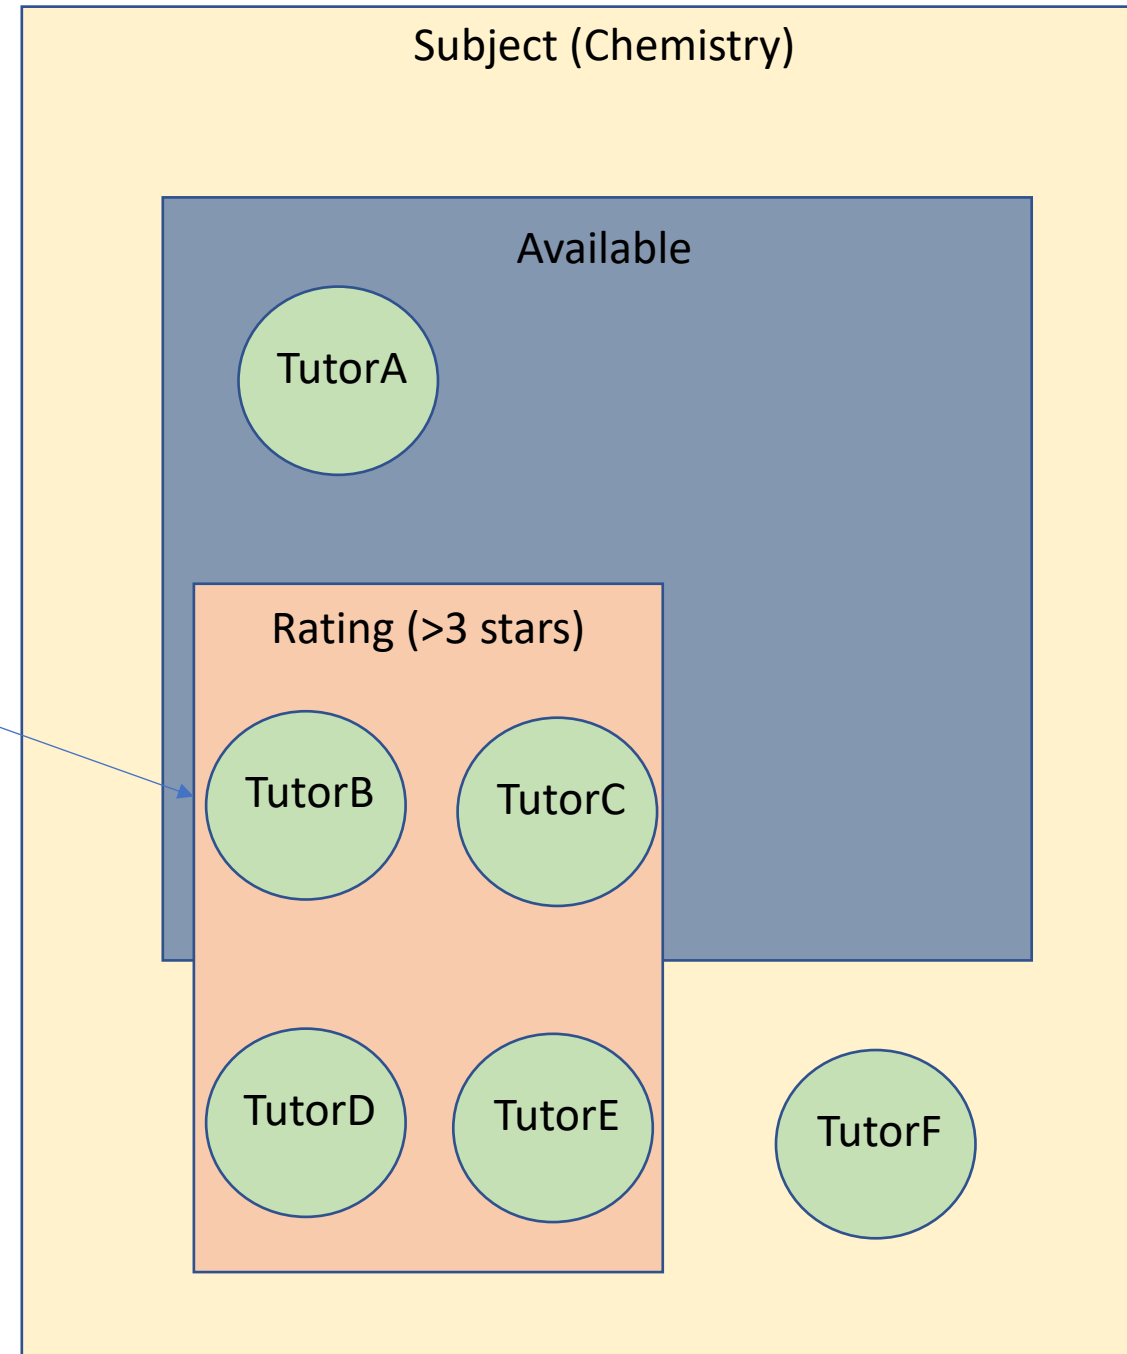 Subject (Chemistry)
Available
TutorA
Rating (>3 stars)
TutorB
TutorC
TutorD
TutorE
TutorF